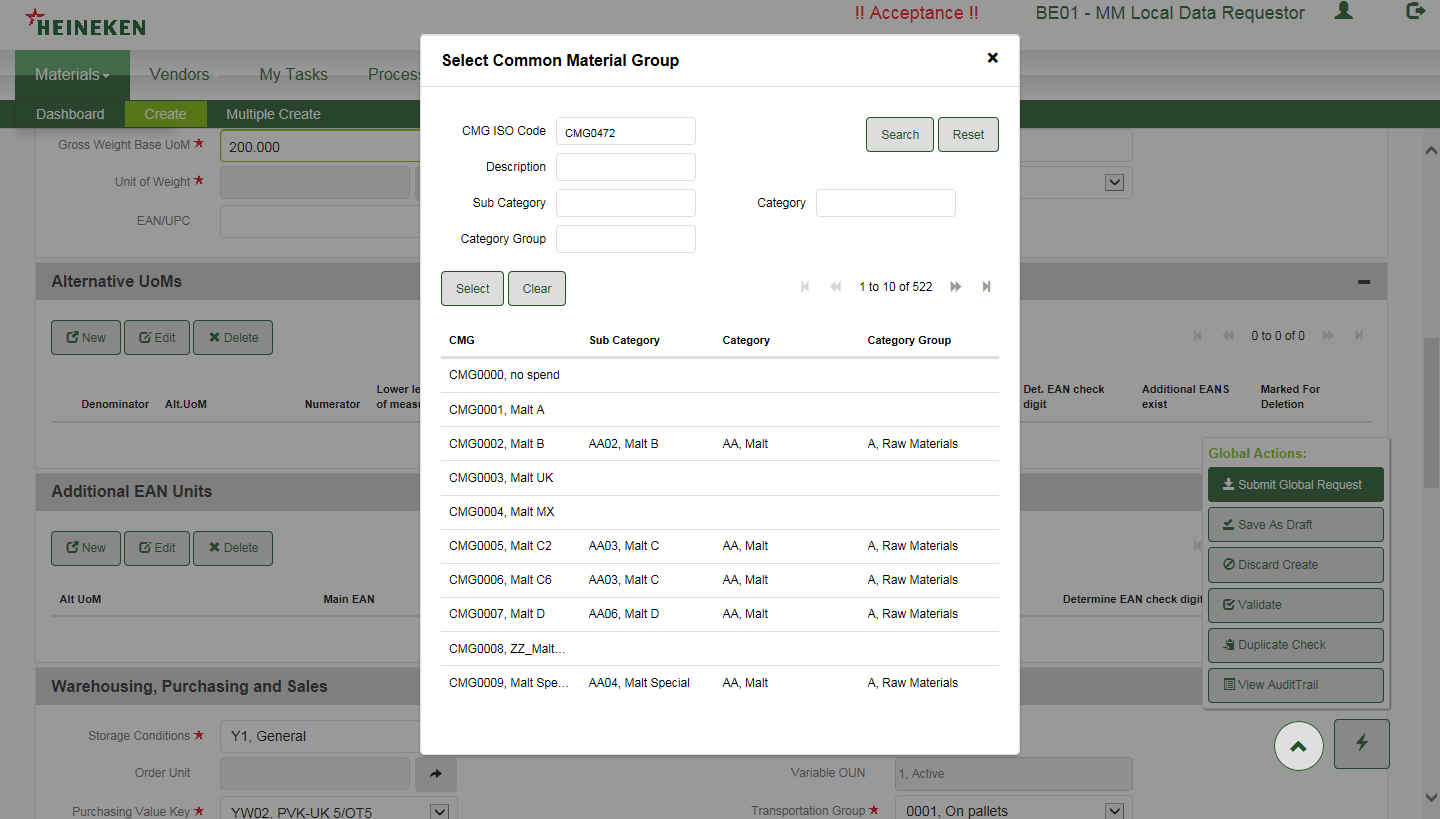 HEINEKEN
!! Acceptance !!
BE01 - MM Local Data Requestor
Materials
Vendors
My Tasks
Process
Dashboard
Create
Multiple Create
Gross Weight Base UoM
200.000
Unit of Weight
EAN/UPC
Alternative UoMs
New
Edit
Delete
0 to 0 of 0
Denominator
Alt.UoM
Numerator
Lower le
of measu
Det. EAN check
digit
Additional EANS
exist
Marked For
Deletion
Additional EAN Units
New
Edit
Delete
Alt UoM
Main EAN
Determine EAN check digit
Warehousing, Purchasing and Sales
Storage Conditions
Y1, General
Order Unit
Variable OUN
1, Active
Purchasing Value Key
YW02, PVK-UK 5/OT5
Transportation Group
0001, On pallets
Select Common Material Group
CMG ISO Code
CMG0472
Search
Reset
Description
Sub Category
Category
Category Group
Select
Clear
1 to 10 of 522
CMG Sub Category Category Category Group
CMG0000, no spend
CMG0001, Malt A
CMG0002, Malt B AA02, Malt B AA, Malt A, Raw Materials
CMG0003, Malt UK
CMG0004, Malt MX
CMG0005, Malt C2 AA03, Malt C AA, Malt A, Raw Materials
CMG0006, Malt C6 AA03, Malt C AA, Malt A, Raw Materials
CMG0007, Malt D AA06, Malt D AA, Malt A, Raw Materials
CMG0008, ZZ_Malt...
CMG0009, Malt Spe... AA04, Malt Special AA, Malt A, Raw Materials
Global Actions:
Submit Global Request
Save As Draft
Discard Create
Validate
Duplicate Check
View AuditTrail